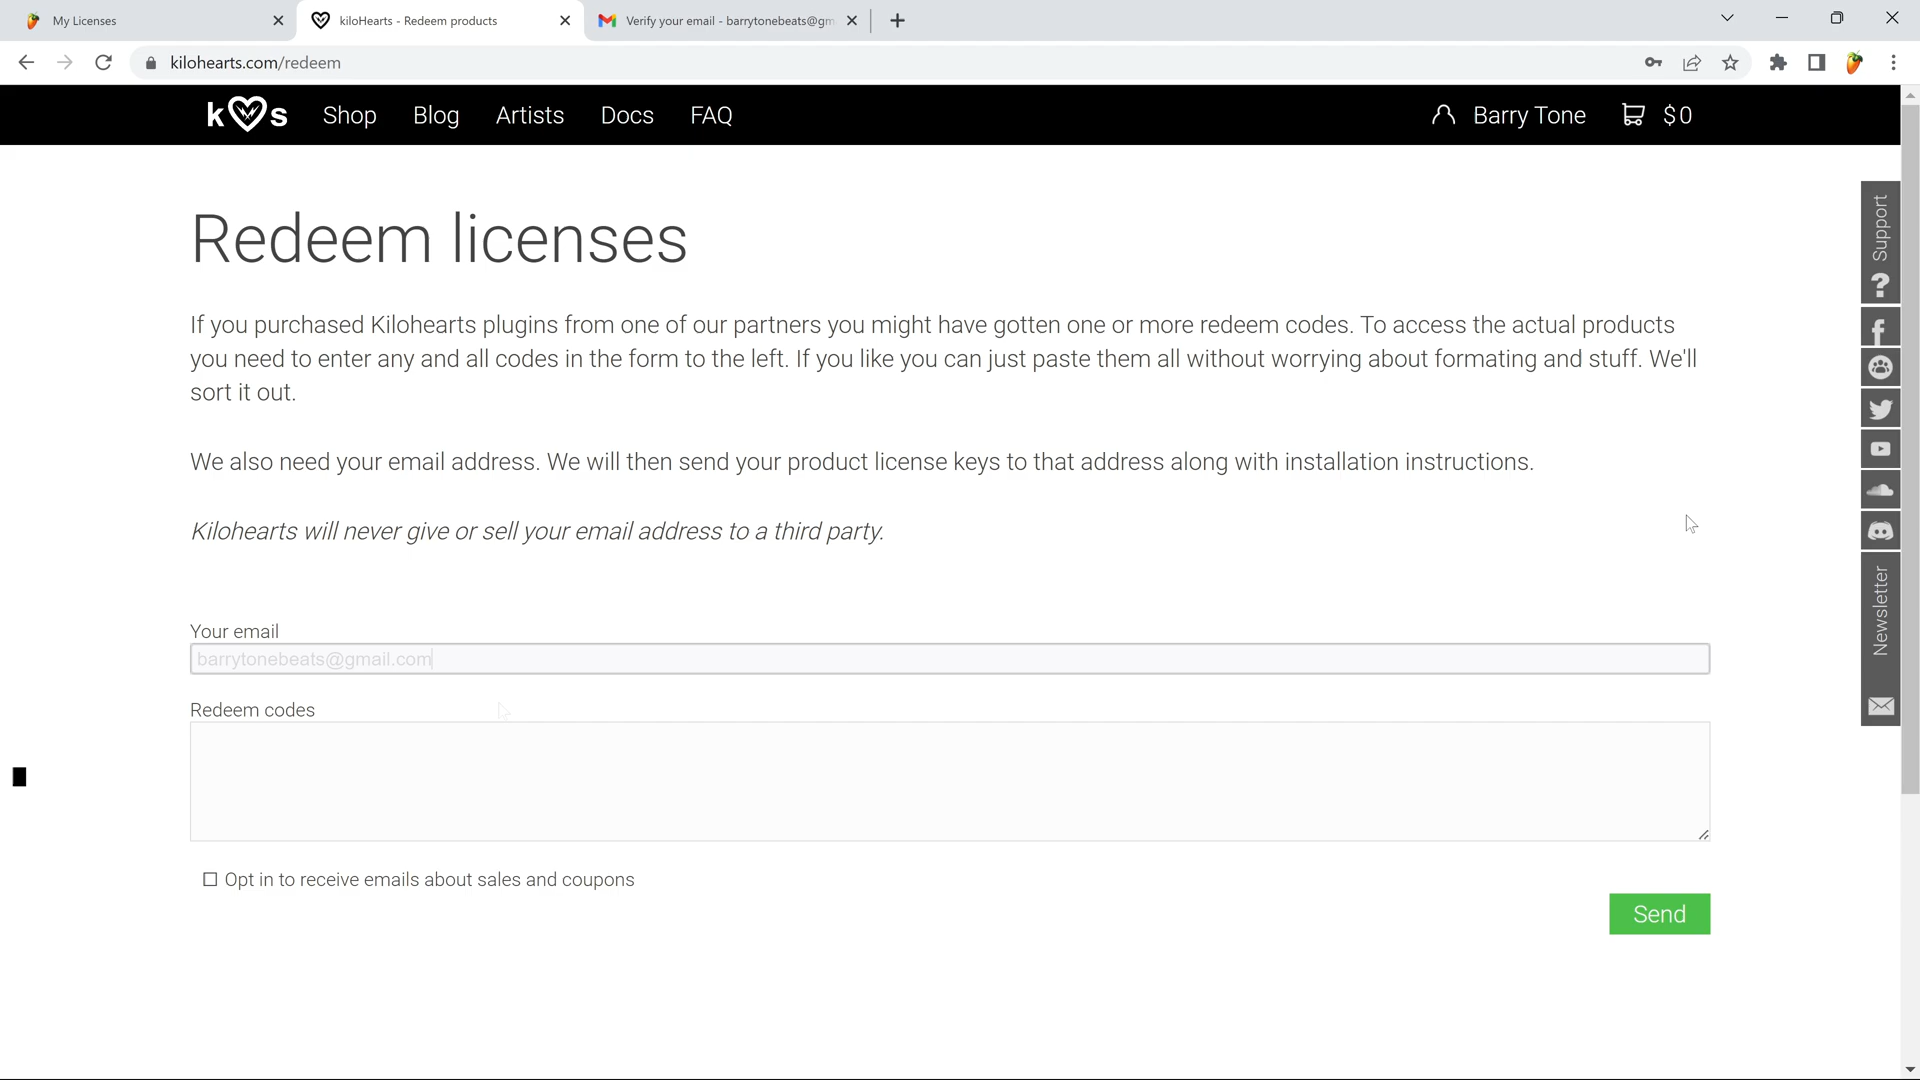 My Licenses
kiloHearts - Redeem products
Verify your email - barrytonebeats@gm
kilohearts.com/redeem
k s
Shop
Blog
Artists
Docs
FAQ
Barry Tone
$0
Redeem licenses
If you purchased Kilohearts plugins from one of our partners you might have gotten one or more redeem codes. To access the actual products
you need to enter any and all codes in the form to the left. If you like you can just paste them all without worrying about formating and stuff. We'll
sort it out.
We also need your email address. We will then send your product license keys to that address along with installation instructions.
Kilohearts will never give or sell your email address to a third party.
Your email
barrytonebeats@gmail.com
Redeem codes
Opt in to receive emails about sales and coupons
Send
Support
?
Newsletter